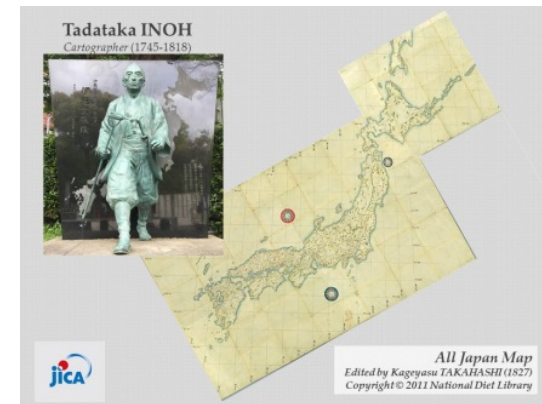 Tadataka INOH
Cartographer (1745-1818)
JICA
All Japan Map
Edited by Kageyasu TAKAHASHI (1827)
Copyright © 2011 National Diet Library